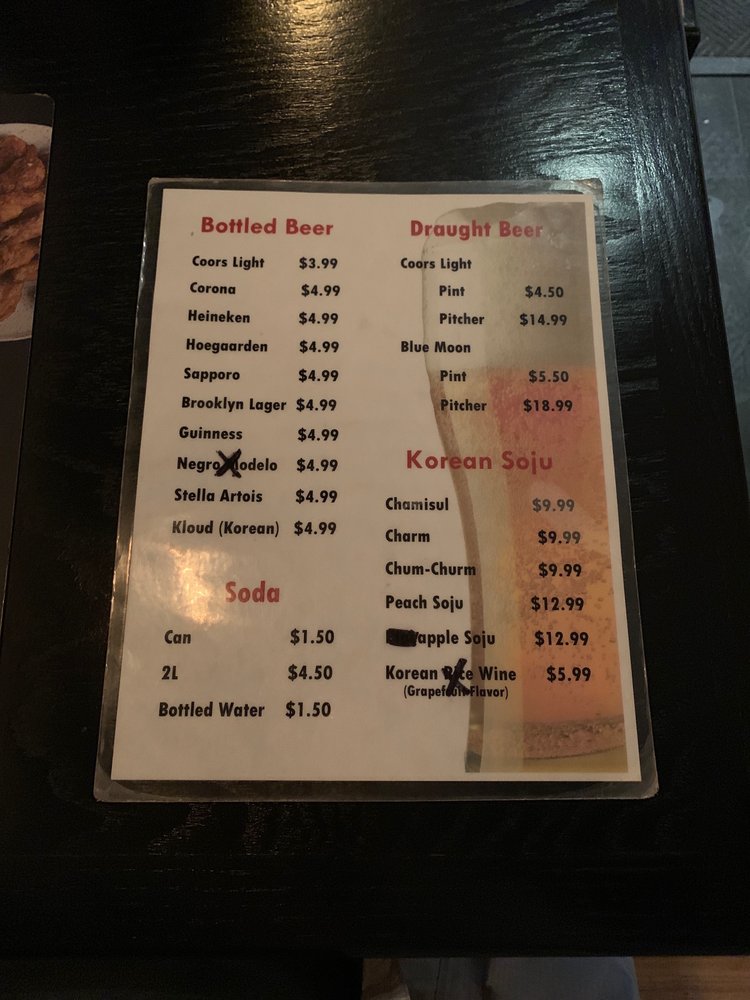 Bottled Beer
Coors Light $3.99
Corona $4.99
Heineken $4.99
Hoegaarden $4.99
Sapporo $4.99
Brooklyn Lager $4.99
Guinness $4.99
Negro Modelo $4.99
Stella Artois $4.99
Kloud (Korean) $4.99
Soda
Can $1.50
2L $4.50
Bottled Water $1.50
Draught Beer
Coors Light
Pint $4.50
Pitcher $14.99
Blue Moon
Pint $5.50
Pitcher $18.99
Korean Soju
Chamisul $9.99
Charm $9.99
Chum-Churm $9.99
Peach Soju $12.99
apple Soju $12.99
Korean Rice Wine $5.99
(Grapefruit Flavor)